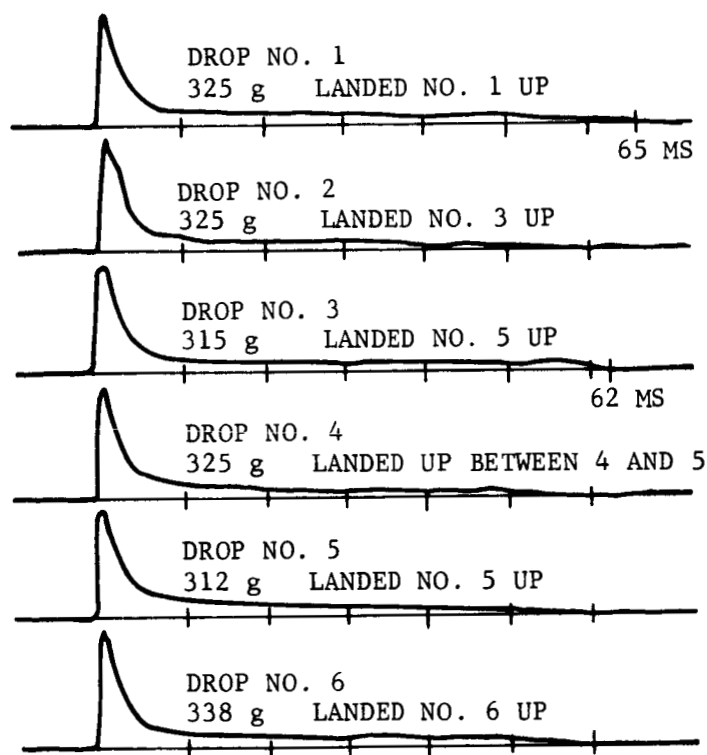 DROP NO. 1
325 g LANDED NO. 1 UP
65 MS
DROP NO. 2
325 g LANDED NO. 3 UP
DROP NO. 3
315 g LANDED NO. 5 UP
62 MS
DROP NO. 4
325 g LANDED UP BETWEEN 4 AND 5
DROP NO. 5
312 g LANDED NO. 5 UP
DROP NO. 6
338 g LANDED NO. 6 UP